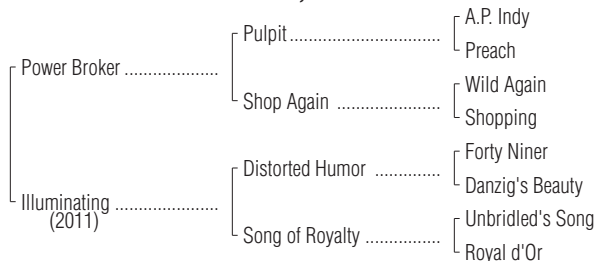 A.P. Indy
Pulpit
Preach
Power Broker
Wild Again
Shop Again
Shopping
Forty Niner
Distorted Humor
Danzig's Beauty
Illuminating
(2011)
Unbridled's Song
Song of Royalty
Royal d'Or